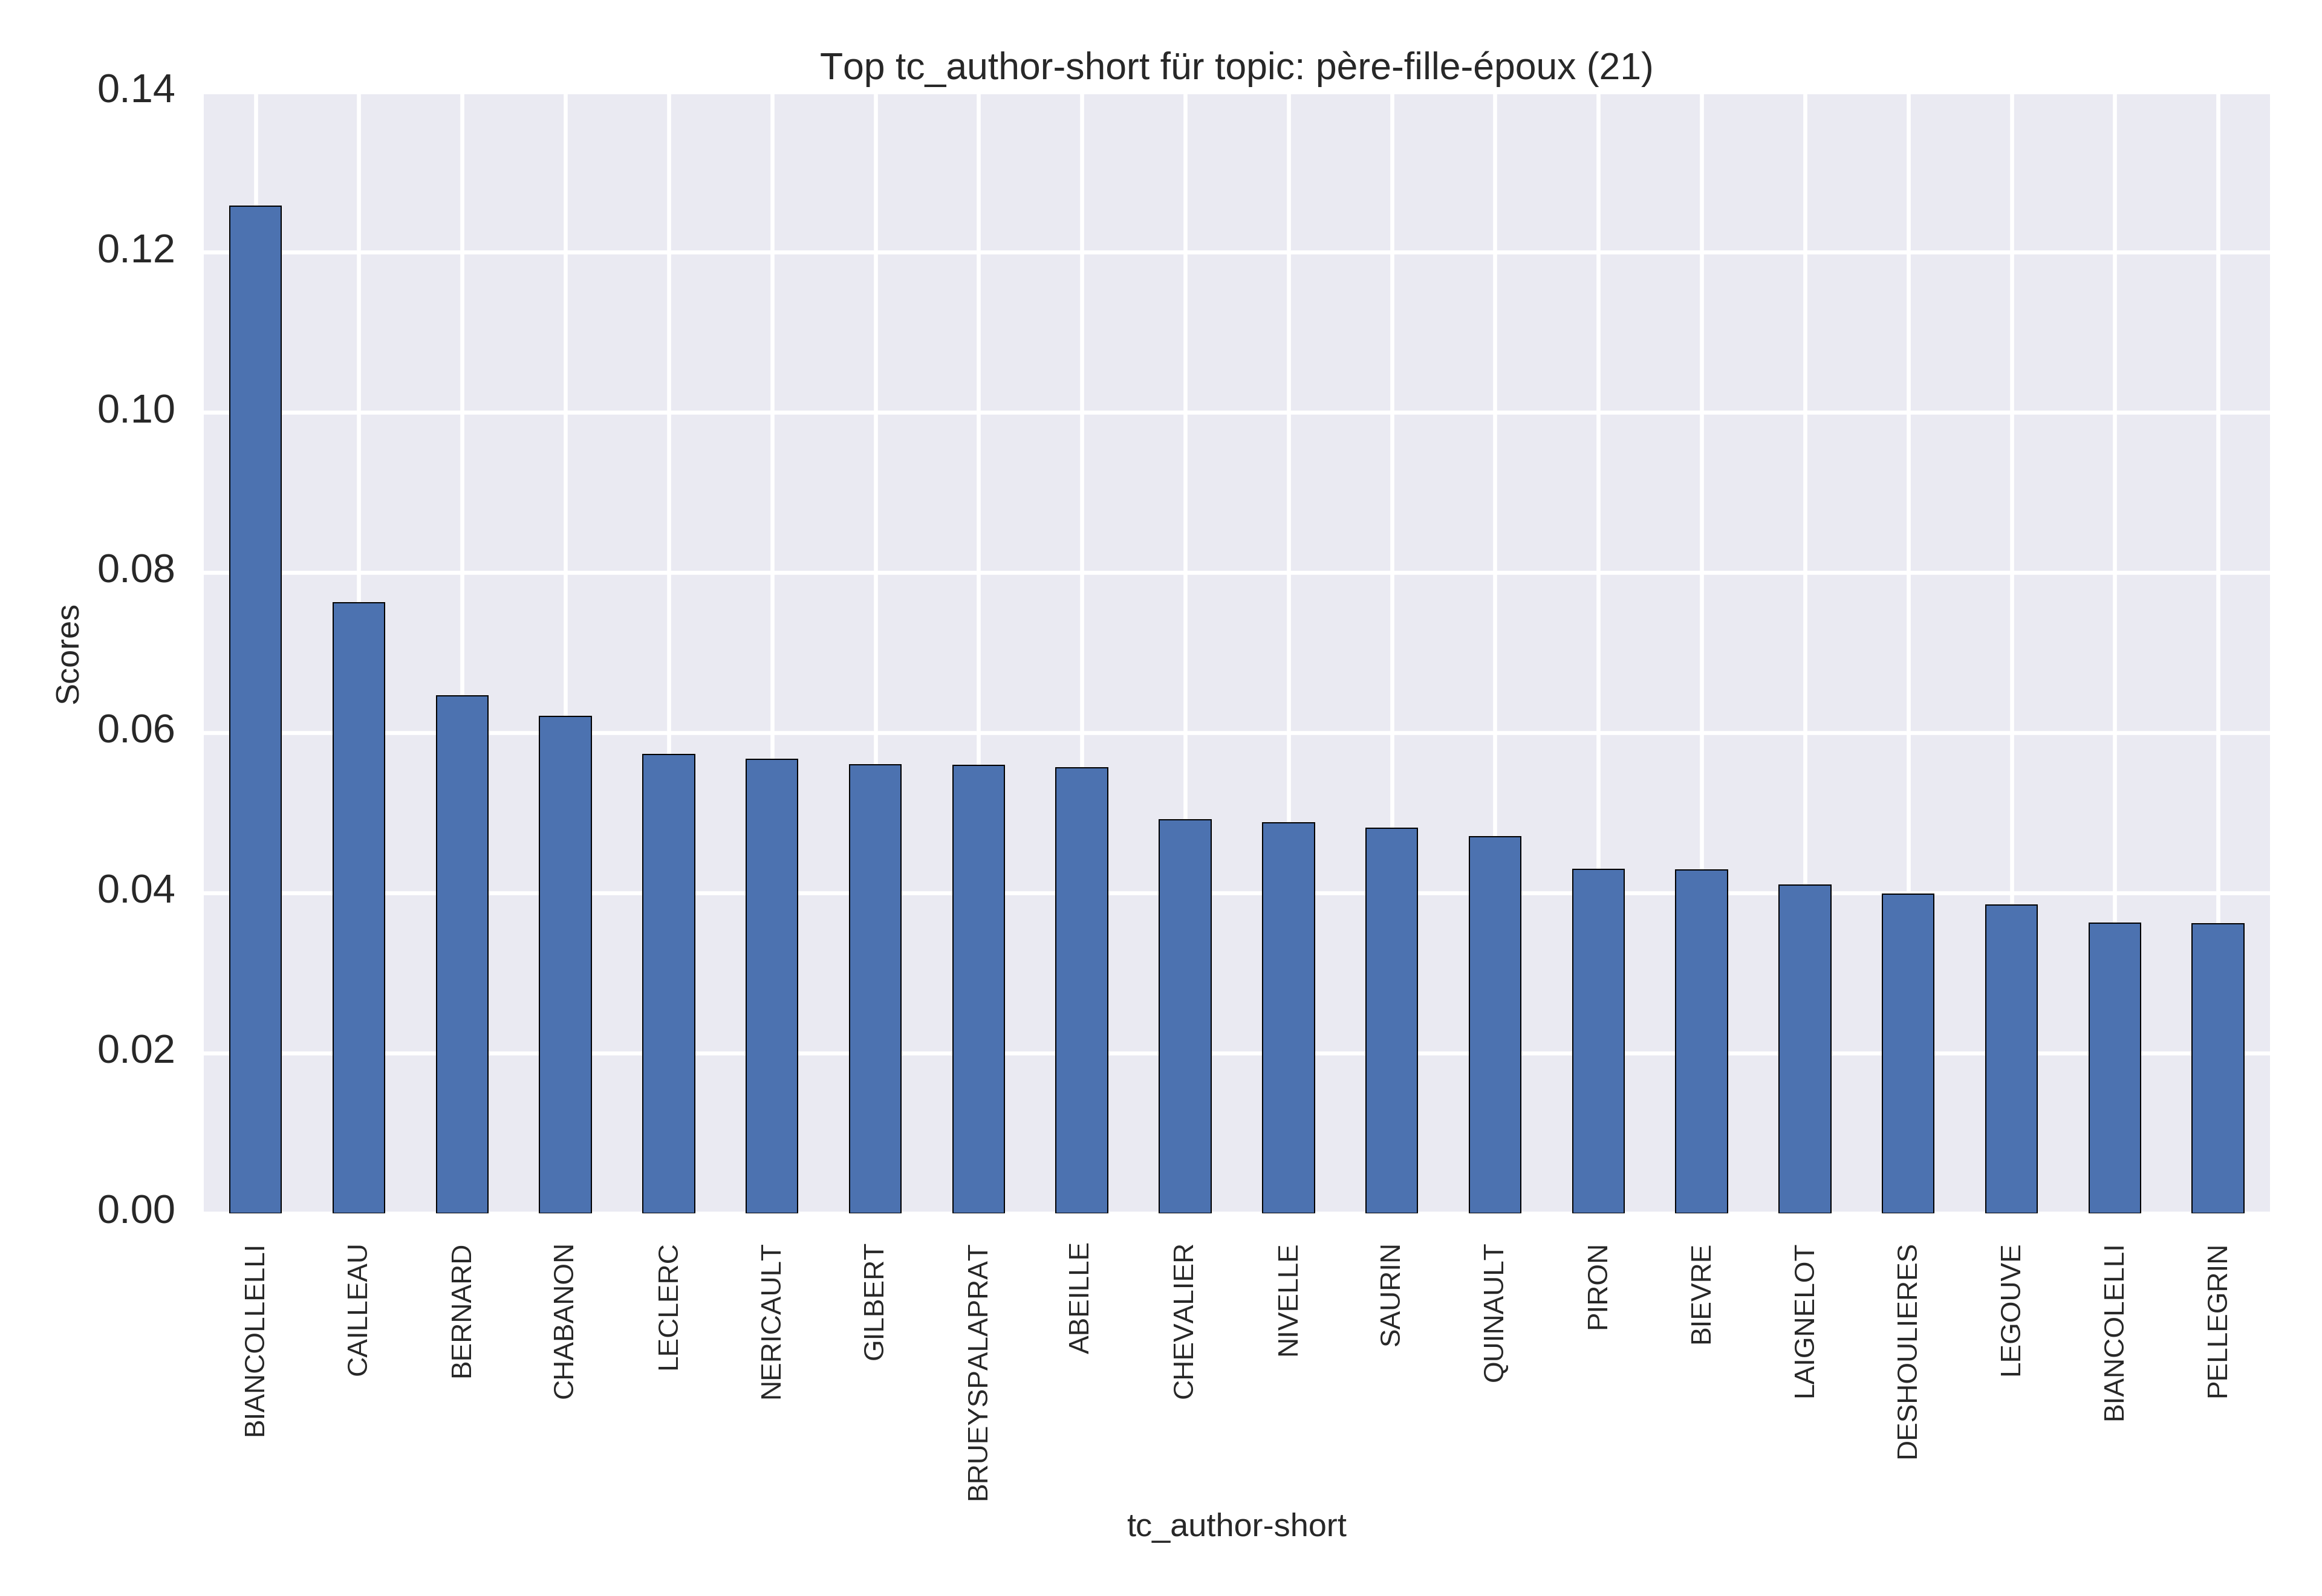 Top tc_author-short für topic: père-fille-époux (21)
0.14
0.12
0.10
0.08
0.06
0.04
0.02
0.00
Scores
BIANCOLLELLI
CAILLEAU
BERNARD
CHABANON
LECLERC
NERICAULT
GILBERT
BRUEYSPALAPRAT
ABEILLE
CHEVALIER
NIVELLE
SAURIN
QUINAULT
PIRON
BIEVRE
LAIGNELOT
DESHOULIERES
LEGOUVE
BIANCOLELLI
PELLEGRIN
tc_author-short